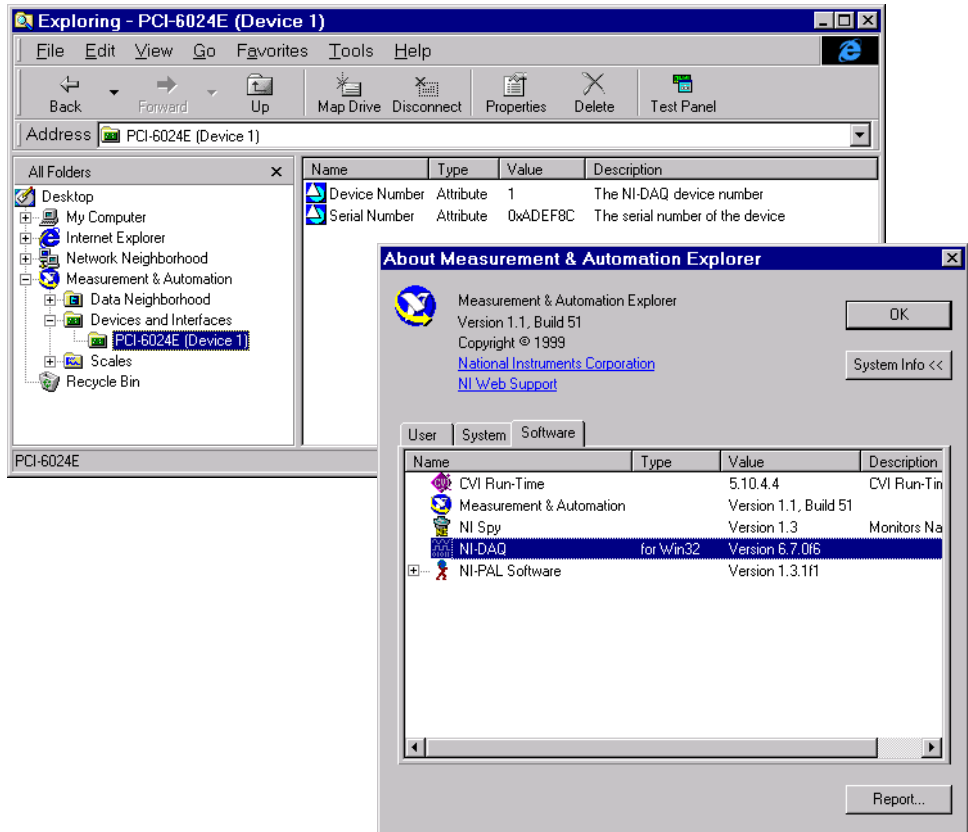 Exploring - PCI-6024E (Device 1)
File Edit View Go Favorites Tools Help
Back Forward Up Map Drive Disconnect Properties Delete Test Panel
Address PCI-6024E (Device 1)
All Folders x
Desktop
My Computer
Internet Explorer
Network Neighborhood
Measurement & Automation
Data Neighborhood
Devices and Interfaces
PCI-6024E (Device 1)
Scales
Recycle Bin
Name Type Value Description
Device Number Attribute 1 The NI-DAQ device number
Serial Number Attribute 0xADEF8C The serial number of the device
PCI-6024E
About Measurement & Automation Explorer
Measurement & Automation Explorer
Version 1.1, Build 51
Copyright © 1999
National Instruments Corporation
NI Web Support
OK
System Info <<
User System Software
Name Type Value Description
CVI Run-Time 5.10.4.4 CVI Run-Tin
Measurement & Automation Version 1.1, Build 51
NI Spy Version 1.3 Monitors Na
NI-DAQ for Win32 Version 6.7.0f6
NI-PAL Software Version 1.3.1f1
Report...